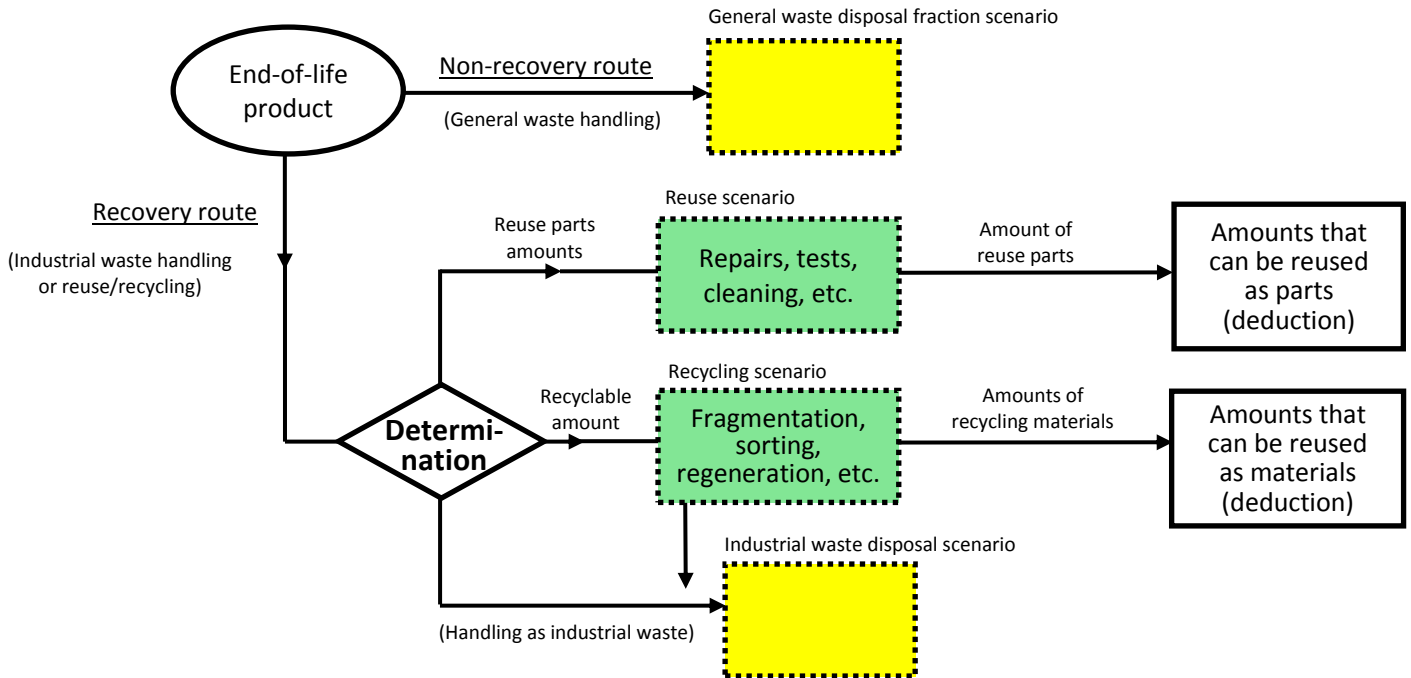 General waste disposal fraction scenario
End-of-life
product
Non-recovery route
(General waste handling)
Recovery route
(Industrial waste handling
or reuse/recycling)
Reuse parts
amounts
Reuse scenario
Repairs, tests,
cleaning, etc.
Amount of
reuse parts
Amounts that
can be reused
as parts
(deduction)
Determi-
nation
Recyclable
amount
Recycling scenario
Fragmentation,
sorting,
regeneration, etc.
Amounts of
recycling materials
Amounts that
can be reused
as materials
(deduction)
Industrial waste disposal scenario
(Handling as industrial waste)